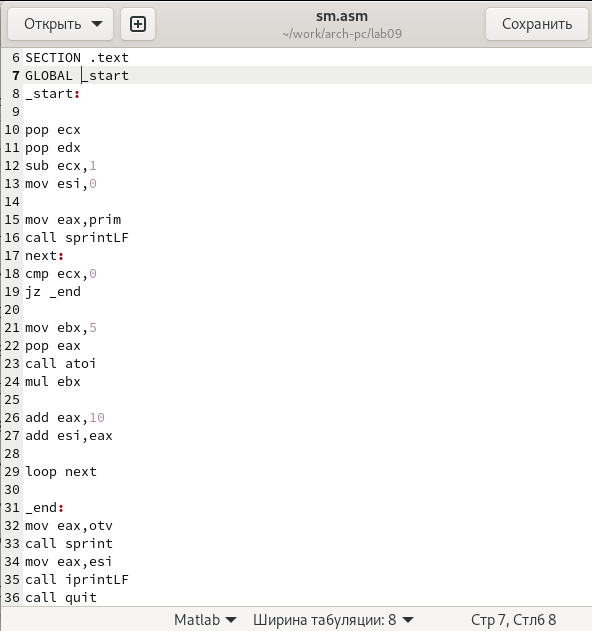 Открыть
sm.asm
~/work/arch-pc/lab09
Сохранить
6 SECTION .text
7 GLOBAL _start
8 _start:
9
10 pop ecx
11 pop edx
12 sub ecx,1
13 mov esi,0
14
15 mov eax,prim
16 call sprintLF
17 next:
18 cmp ecx,0
19 jz _end
20
21 mov ebx,5
22 pop eax
23 call atoi
24 mul ebx
25
26 add eax,10
27 add esi,eax
28
29 loop next
30
31 _end:
32 mov eax,otv
33 call sprint
34 mov eax,esi
35 call iprintLF
36 call quit
Matlab Ширина табуляции: 8 Стр 7, Стлб 8